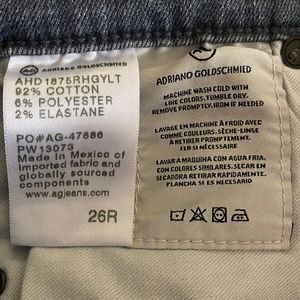 AG ADRIANO GOLDSCHMIED
AHD1875RHGYLT
92% COTTON
6% POLYESTER
2% ELASTANE
PO#AG-47886
PW13073
Made in Mexico of
Imported fabric and
globally sourced
components
www.agjeans.com
26R
ADRIANO GOLDSCHMIED
MACHINE WASH COLD WITH
LIKE COLORS. TUMBLE DRY.
REMOVE PROMPTLY. IRON IF NEEDED.
LAVAGE EN MACHINE À FROID AVEC
COMME COULEURS. SÈCHE-LINGE.
RETIRER PROMPTEMENT.
FER SI NÉCESSAIRE
LAVAR A MAQUINA CON AGUA FRIA.
CON COLORES SIMILARES. SECAR EN
SECADORA RETIRAR RAPIDAMENTE.
PLANCHA SI ES NECESARIO